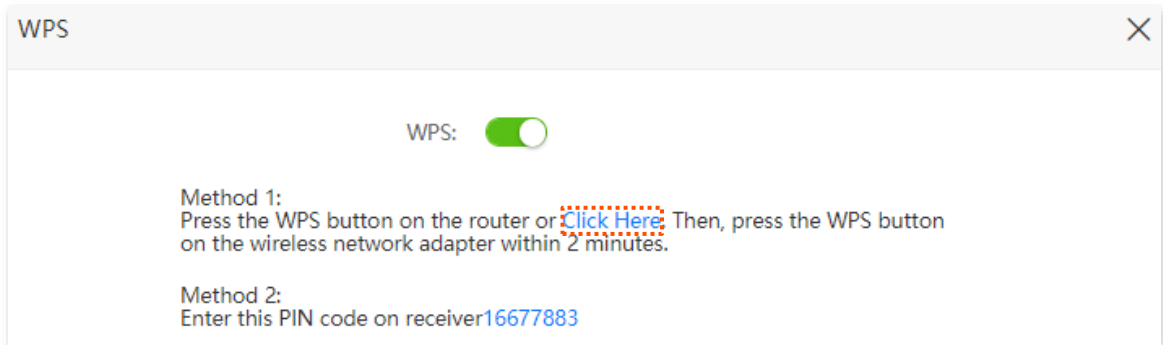 WPS
WPS:
Method 1:
Press the WPS button on the router or Click Here. Then, press the WPS button
on the wireless network adapter within 2 minutes.
Method 2:
Enter this PIN code on receiver16677883